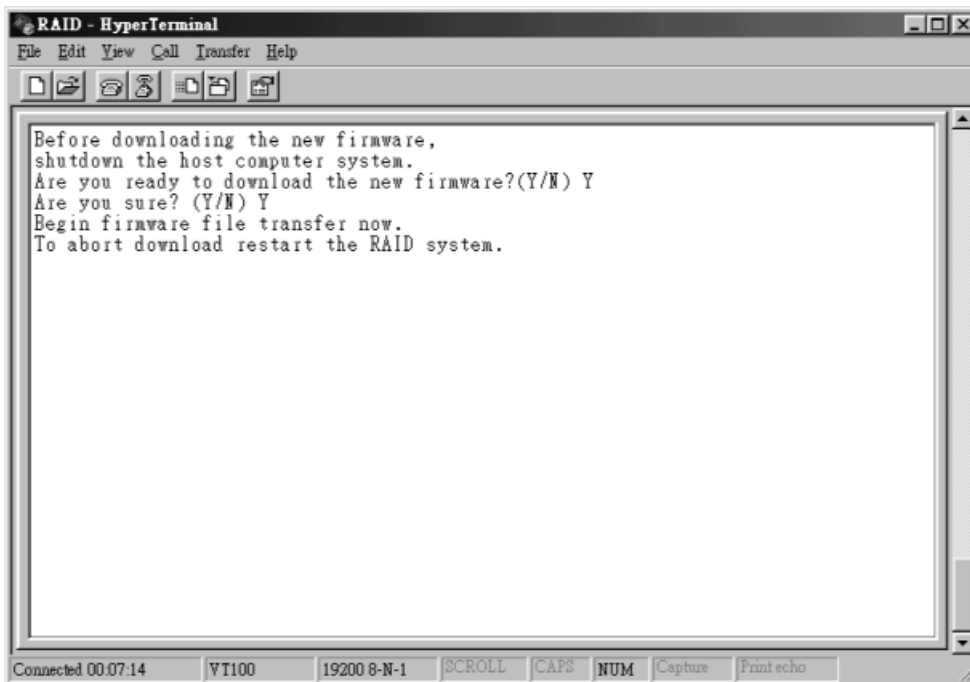 RAID - HyperTerminal
File Edit View Call Transfer Help
Before downloading the new firmware,
shutdown the host computer system.
Are you ready to download the new firmware?(Y/N) Y
Are you sure? (Y/N) Y
Begin firmware file transfer now.
To abort download restart the RAID system.
Connected 00:07:14 VT100 19200 8-N-1 SCROLL CAPS NUM Capture Print echo